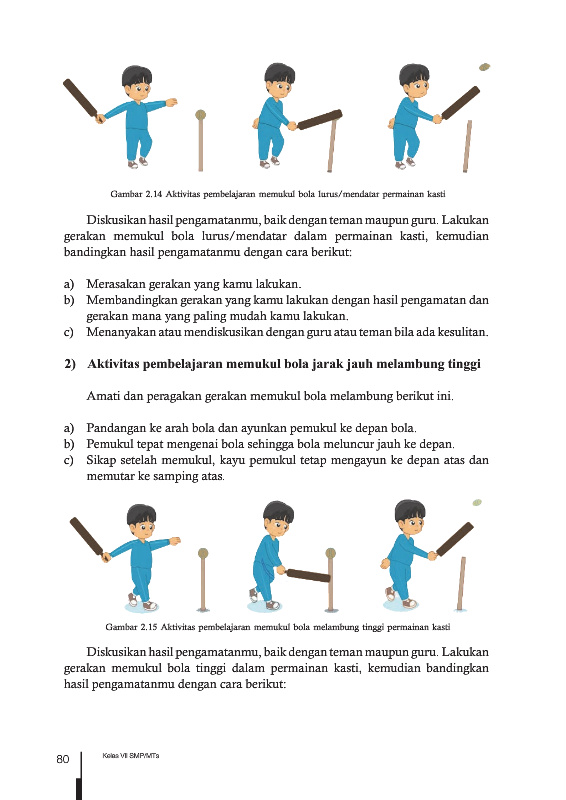 Gambar 2.14 Aktivitas pembelajaran memukul bola lurus/mendatar permainan kasti
Diskusikan hasil pengamatanmu, baik dengan teman maupun guru. Lakukan
gerakan memukul bola lurus/mendatar dalam permainan kasti, kemudian
bandingkan hasil pengamatanmu dengan cara berikut:
a) Merasakan gerakan yang kamu lakukan.
b) Membandingkan gerakan yang kamu lakukan dengan hasil pengamatan dan
gerakan mana yang paling mudah kamu lakukan.
c) Menanyakan atau mendiskusikan dengan guru atau teman bila ada kesulitan.
2) Aktivitas pembelajaran memukul bola jarak jauh melambung tinggi
Amati dan peragakan gerakan memukul bola melambung berikut ini.
a) Pandangan ke arah bola dan ayunkan pemukul ke depan bola.
b) Pemukul tepat mengenai bola sehingga bola meluncur jauh ke depan.
c) Sikap setelah memukul, kayu pemukul tetap mengayun ke depan atas dan
memutar ke samping atas.
Gambar 2.15 Aktivitas pembelajaran memukul bola melambung tinggi permainan kasti
Diskusikan hasil pengamatanmu, baik dengan teman maupun guru. Lakukan
gerakan memukul bola tinggi dalam permainan kasti, kemudian bandingkan
hasil pengamatanmu dengan cara berikut:
80
Kelas VII SMP/MTs